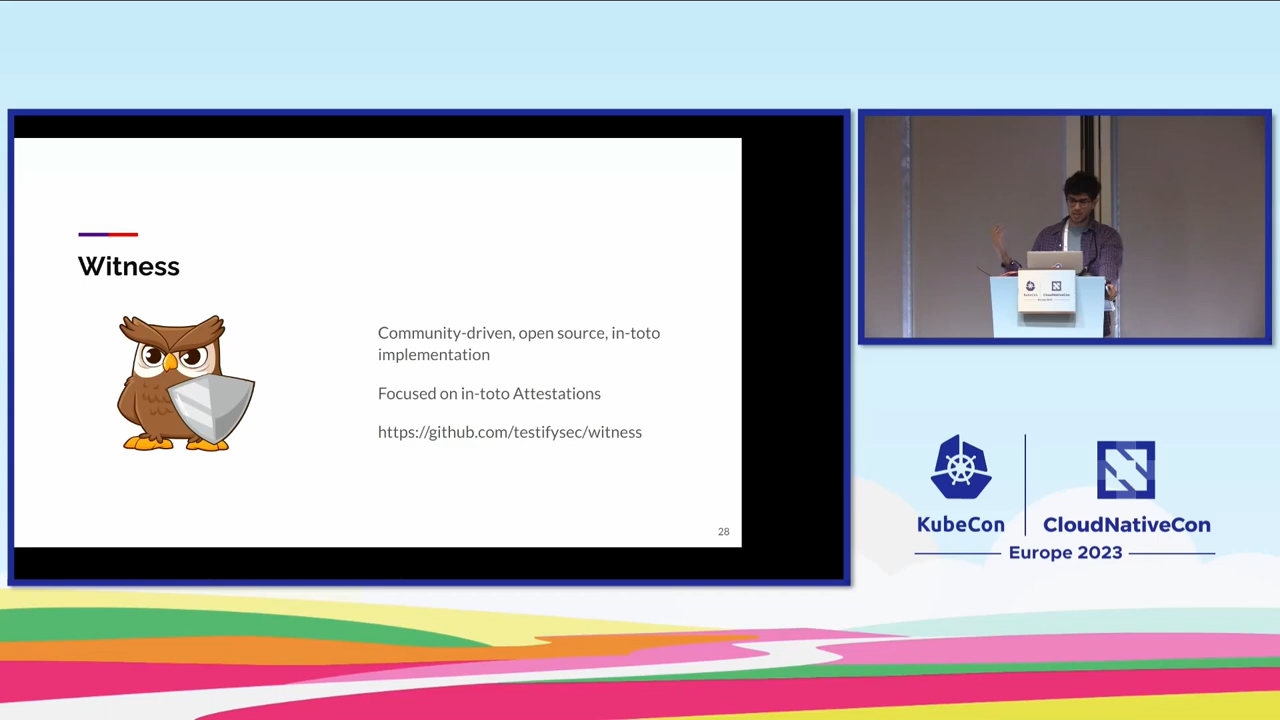 Witness
Community-driven, open source, in-toto
implementation
Focused on in-toto Attestations
https://github.com/testifysec/witness
28
KubeCon
CloudNativeCon
Europe 2023